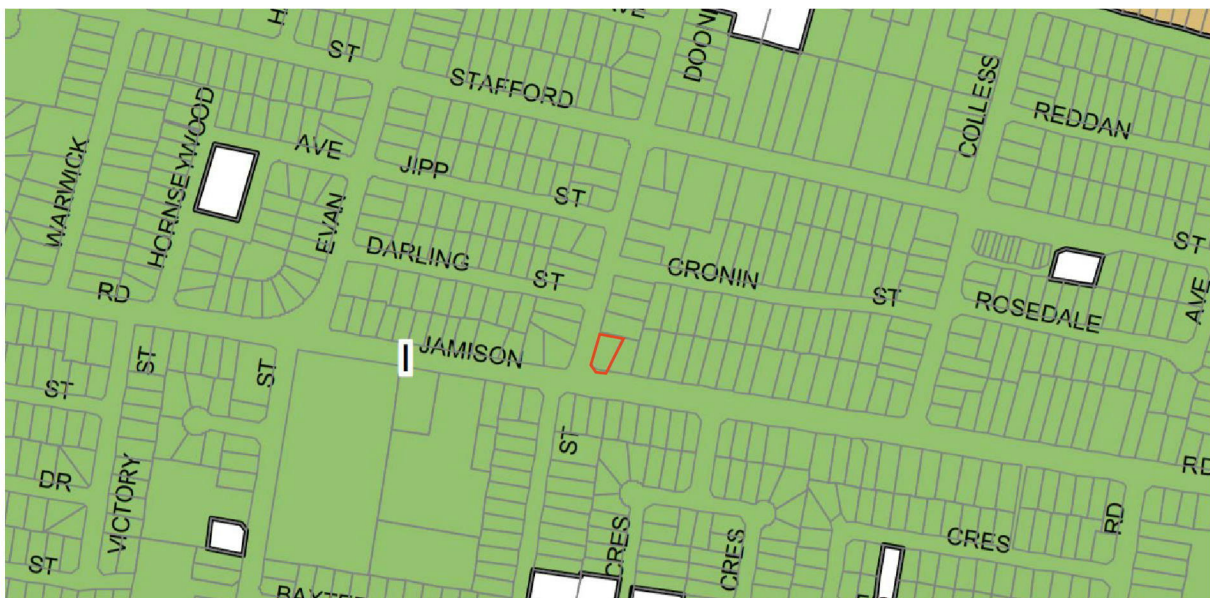 ST
STAFFORD
DOON
COLLESS
REDDAN
HORNSEYWOOD
AVE
JIPP
ST
WARWICK
EVAN
DARLING
ST
CRONIN
ST
ST
ROSEDALE
AVE
RD
JAMISON
I
ST
ST
ST
ST
RD
DR
VICTORY
CRES
CRES
CRES
RD
ST
BAXTER